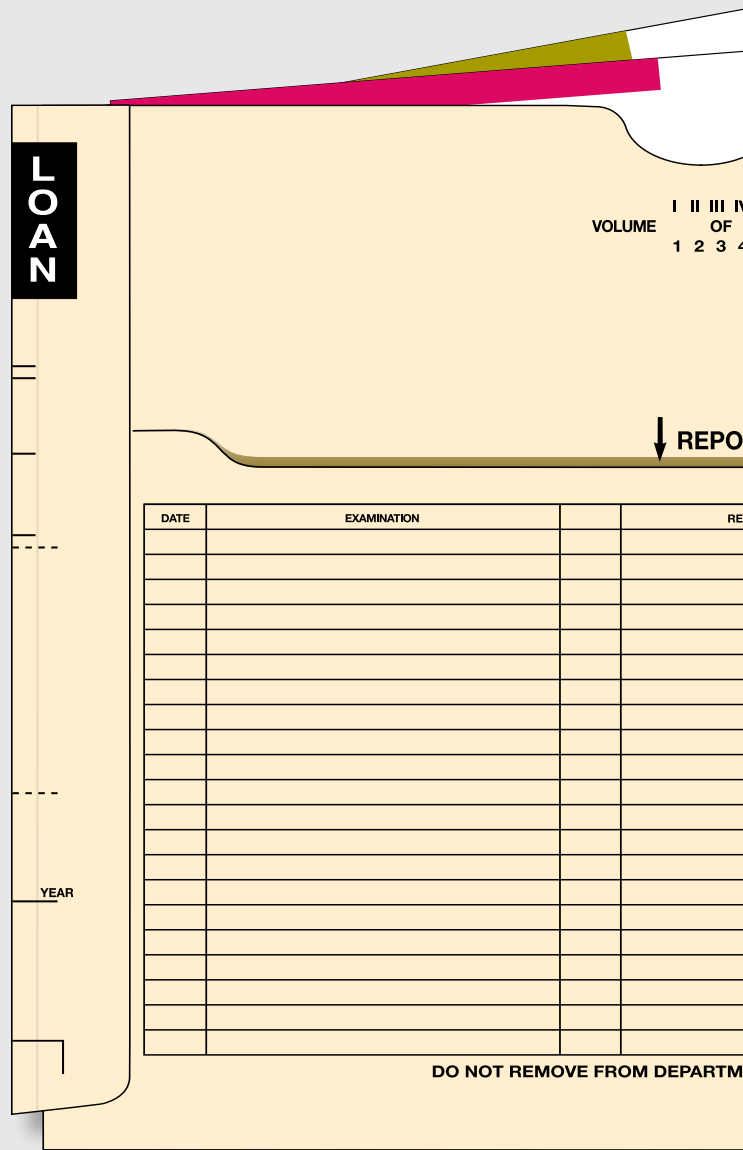 LOAN
I II III IV
VOLUME OF
1 2 3 4
REPO
DATE EXAMINATION RE
YEAR
DO NOT REMOVE FROM DEPARTM